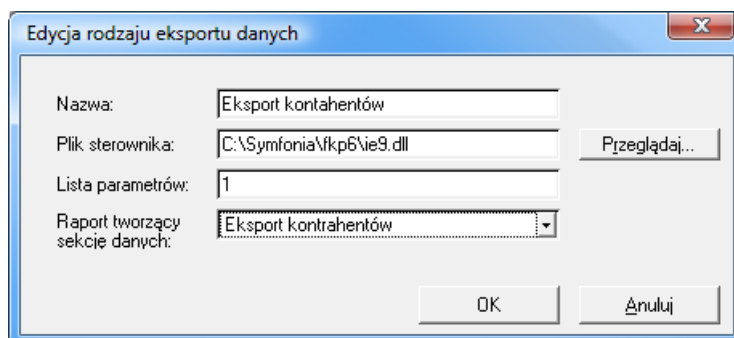 Edycja rodzaju eksportu danych
Nazwa: Eksport kontahentów
Plik sterownika: C:\Symfonia\fkp6\ie9.dll Przeglądaj...
Lista parametrów: 1
Raport tworzący sekcję danych: Eksport kontrahentów
OK Anuluj